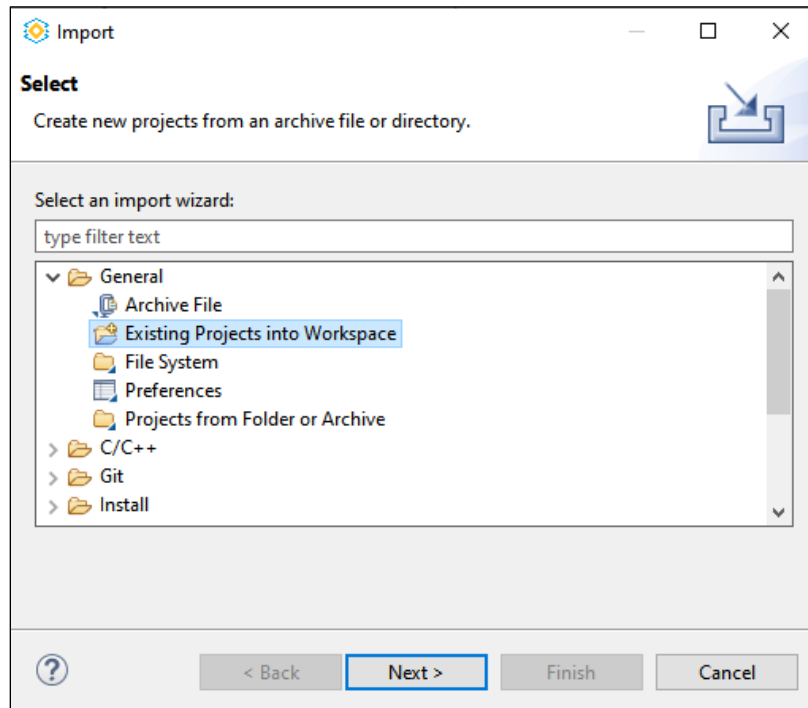 Import
Select
Create new projects from an archive file or directory.
Select an import wizard:
type filter text
General
Archive File
Existing Projects into Workspace
File System
Preferences
Projects from Folder or Archive
C/C++
Git
Install
?
< Back Next > Finish Cancel